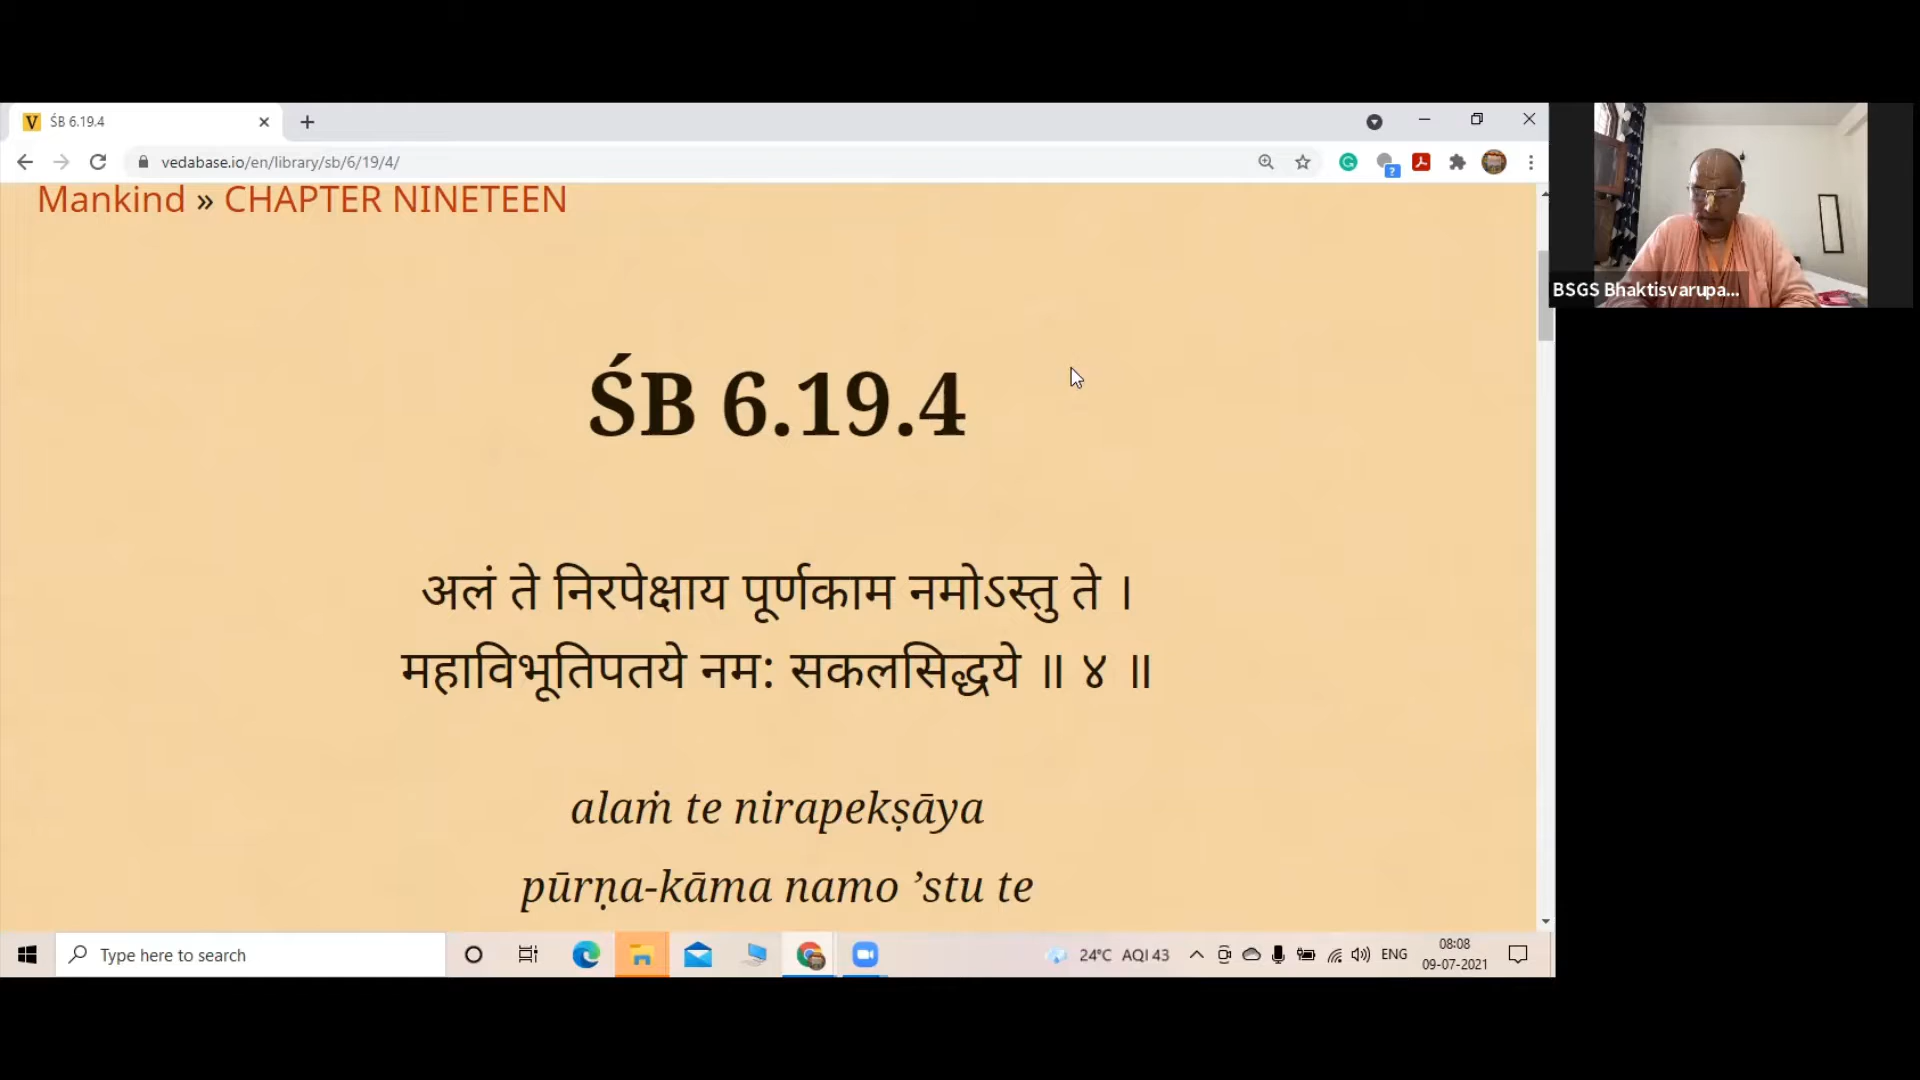 ŚB 6.19.4
vedabase.io/en/library/sb/6/19/4/
Mankind » CHAPTER NINETEEN
ŚB 6.19.4
अलं ते निरपेक्षाय पूर्णकाम नमोऽस्तु ते ।
महाविभूतिपतये नम: सकलसिद्धये ॥ ४ ॥
alaṁ te nirapekṣāya
pūrṇa-kāma namo ’stu te
BSGS Bhaktisvarupa...
Type here to search
24°C AQI 43
ENG
08:08
09-07-2021